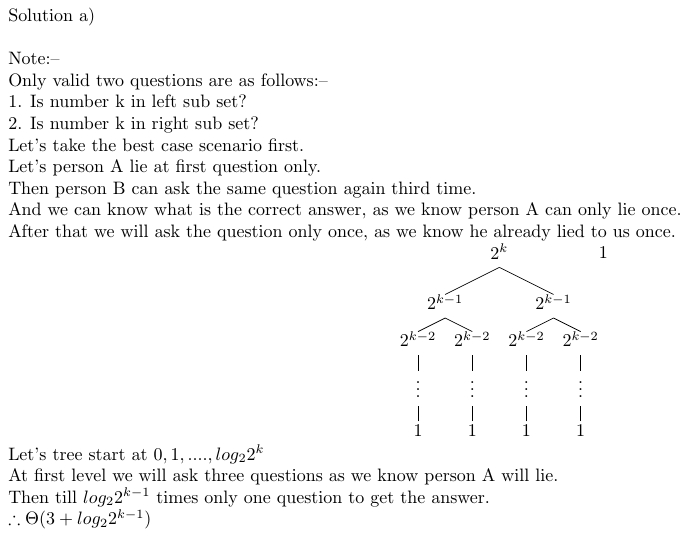 Solution a)
Note:–
Only valid two questions are as follows:–
1. Is number k in left sub set?
2. Is number k in right sub set?
Let's take the best case scenario first.
Let's person A lie at first question only.
Then person B can ask the same question again third time.
And we can know what is the correct answer, as we know person A can only lie once.
After that we will ask the question only once, as we know he already lied to us once.
2^k 1
2^{k−1} 2^{k−1}
2^{k−2} 2^{k−2} 2^{k−2} 2^{k−2}
⋮ ⋮ ⋮ ⋮
1 1 1 1
Let's tree start at 0, 1, ...., log_2 2^k
At first level we will ask three questions as we know person A will lie.
Then till log_2 2^{k−1} times only one question to get the answer.
∴ Θ(3 + log_2 2^{k−1})